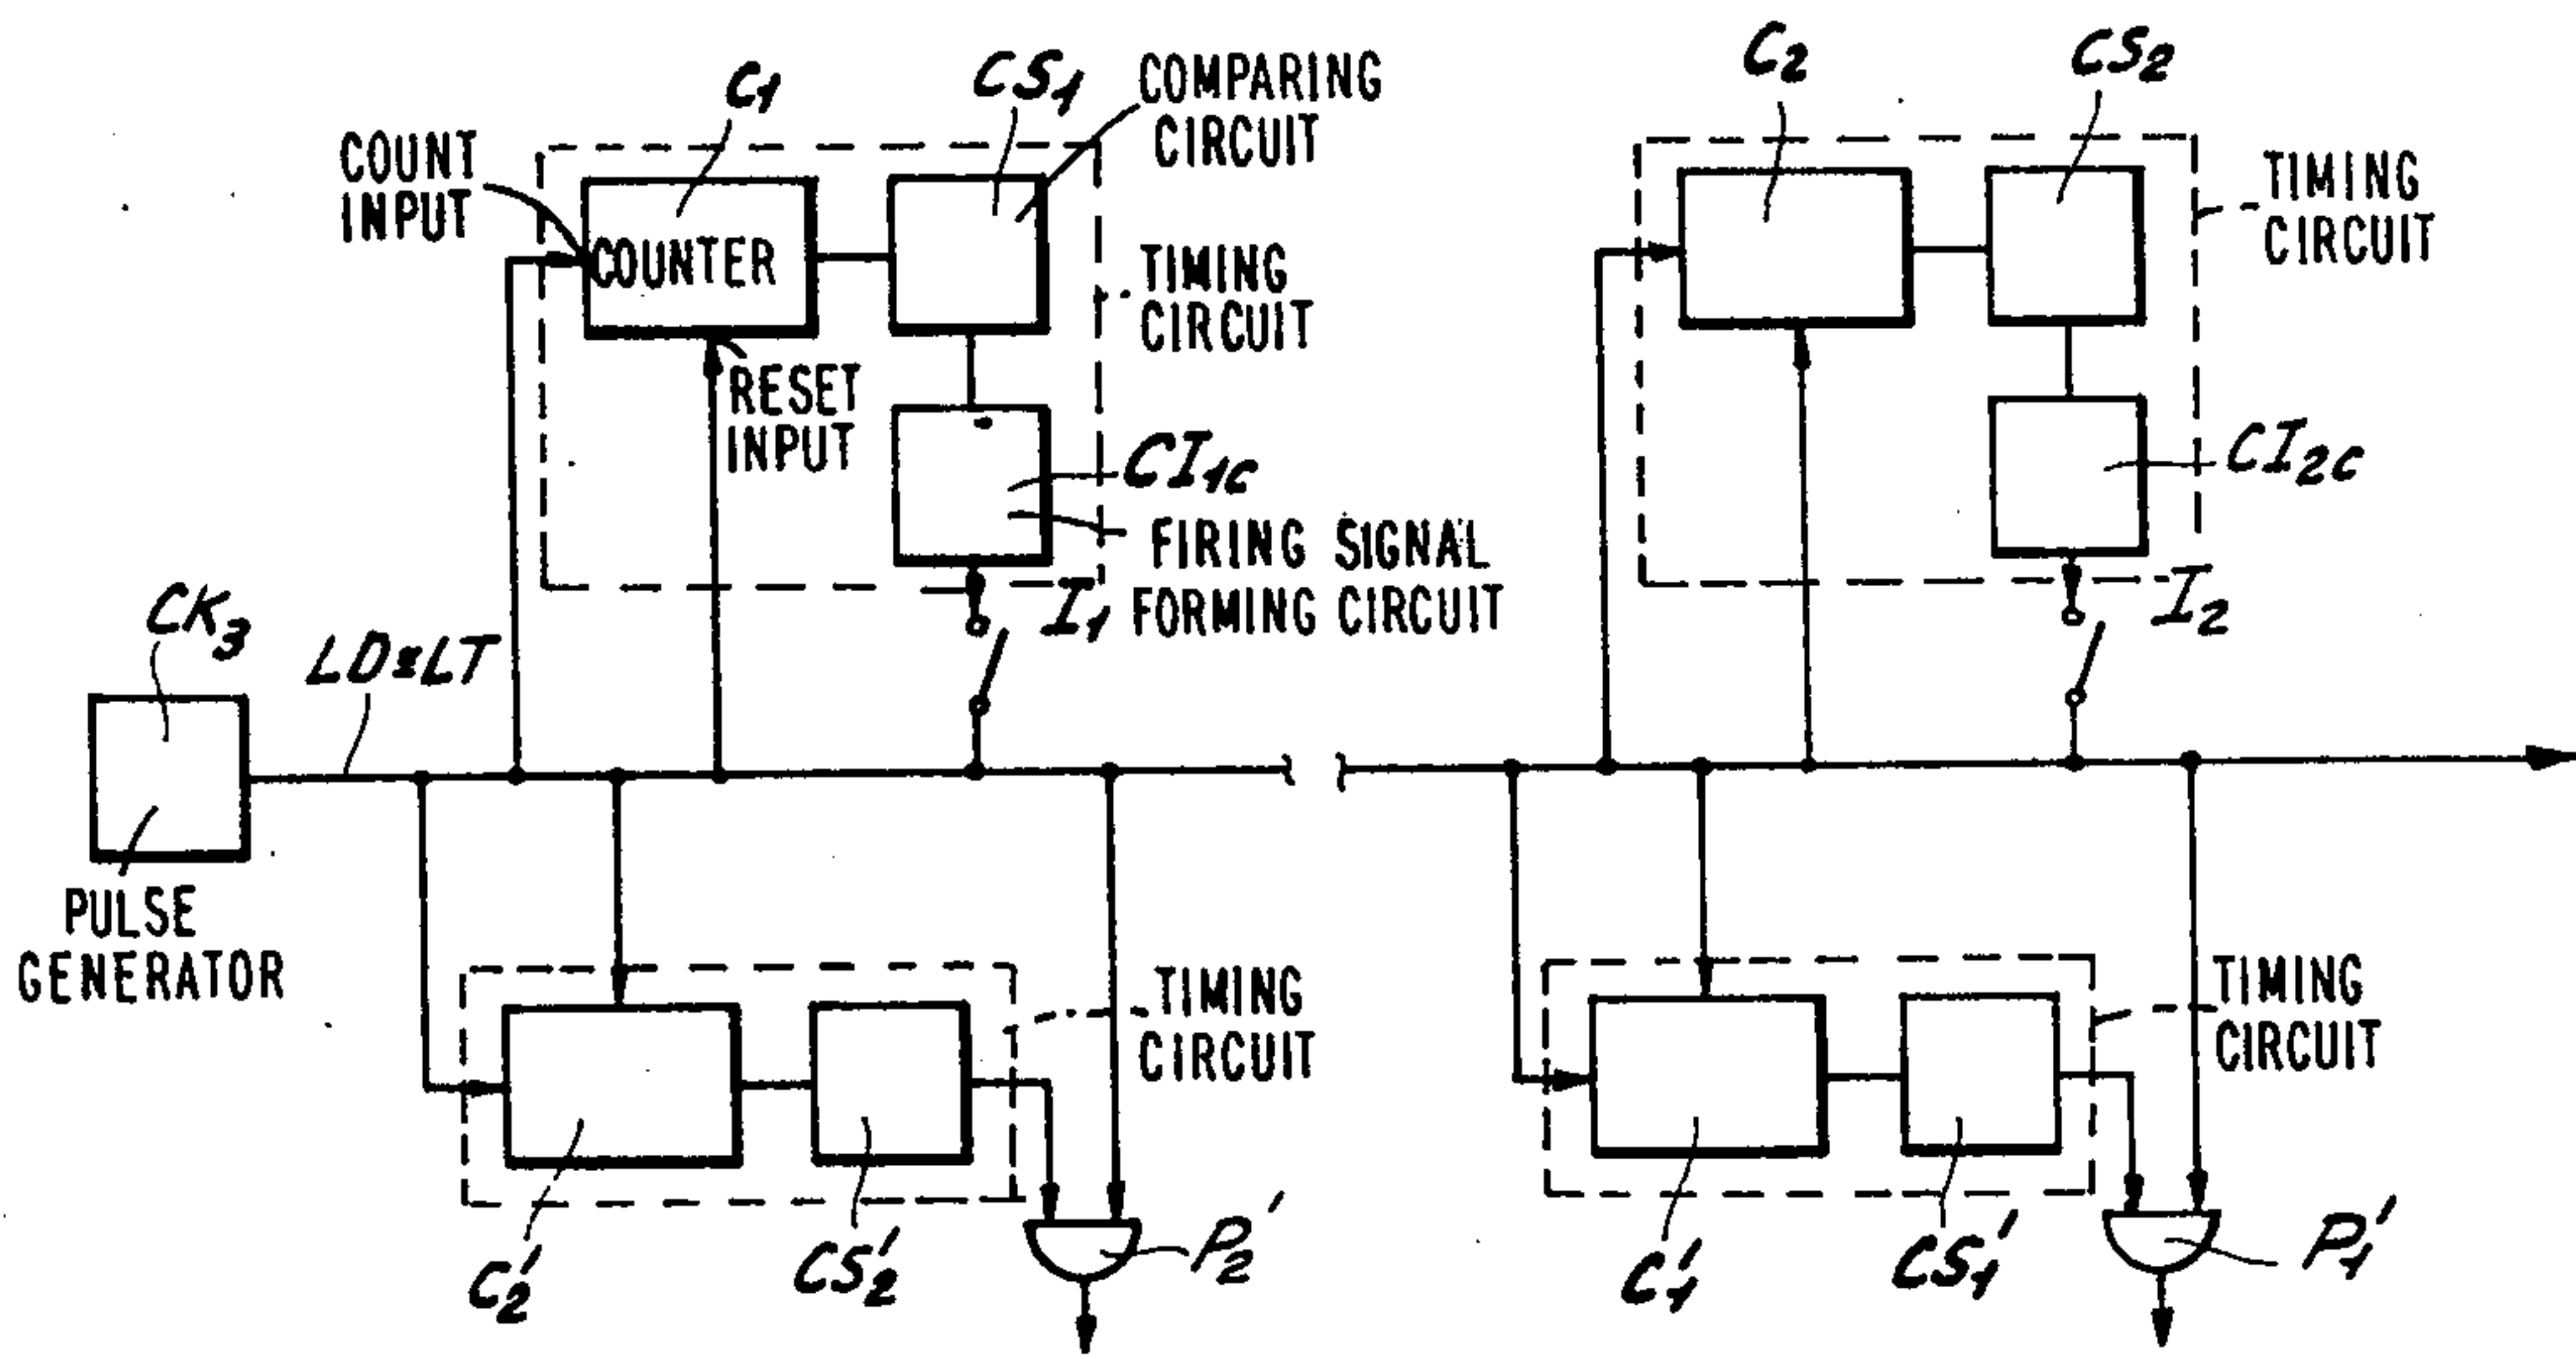 C1
CS1
COMPARING
CIRCUIT
COUNT
INPUT
COUNTER
TIMING
CIRCUIT
RESET
INPUT
CI1C
FIRING SIGNAL
FORMING CIRCUIT
I1
C2
CS2
TIMING
CIRCUIT
CI2C
I2
CK3
LD=LT
PULSE
GENERATOR
TIMING
CIRCUIT
C2'
CS2'
P2'
TIMING
CIRCUIT
C1'
CS1'
P1'